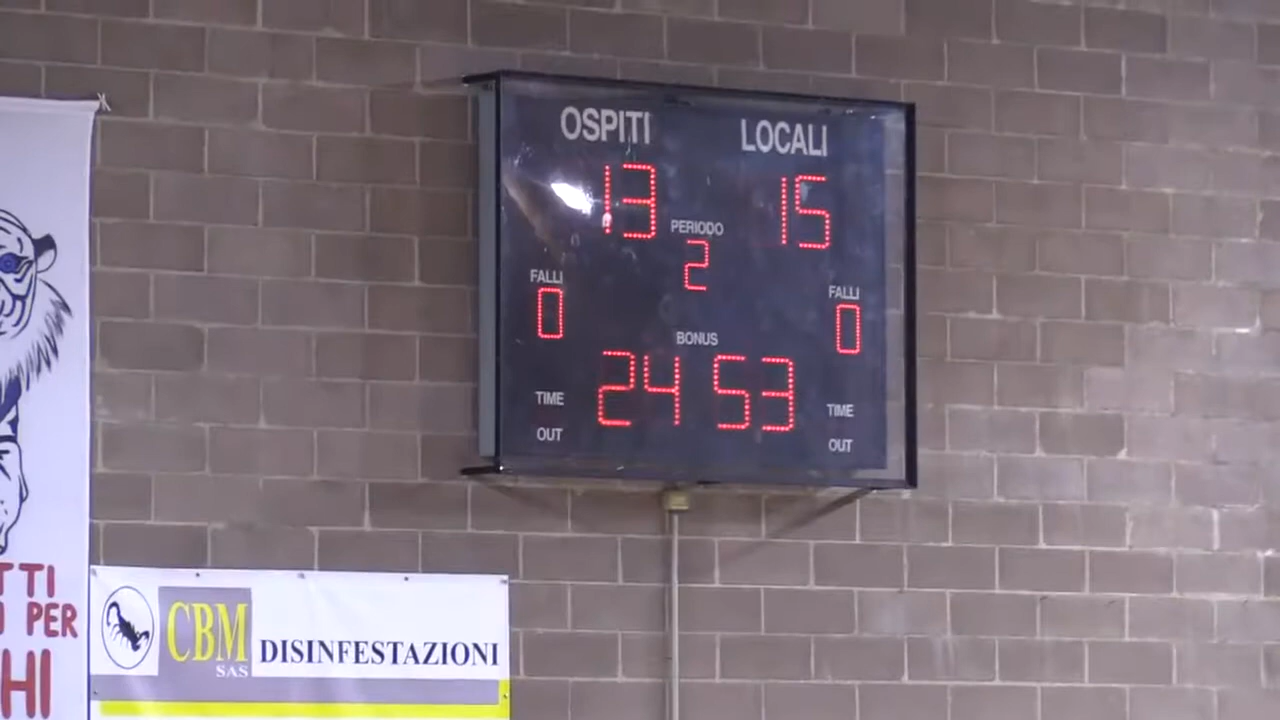 OSPITI LOCALI
13 15
PERIODO
2
FALLI FALLI
0 0
BONUS
24 53
TIME TIME
OUT OUT
TTI
PER
HI
CBM
SAS
DISINFESTAZIONI